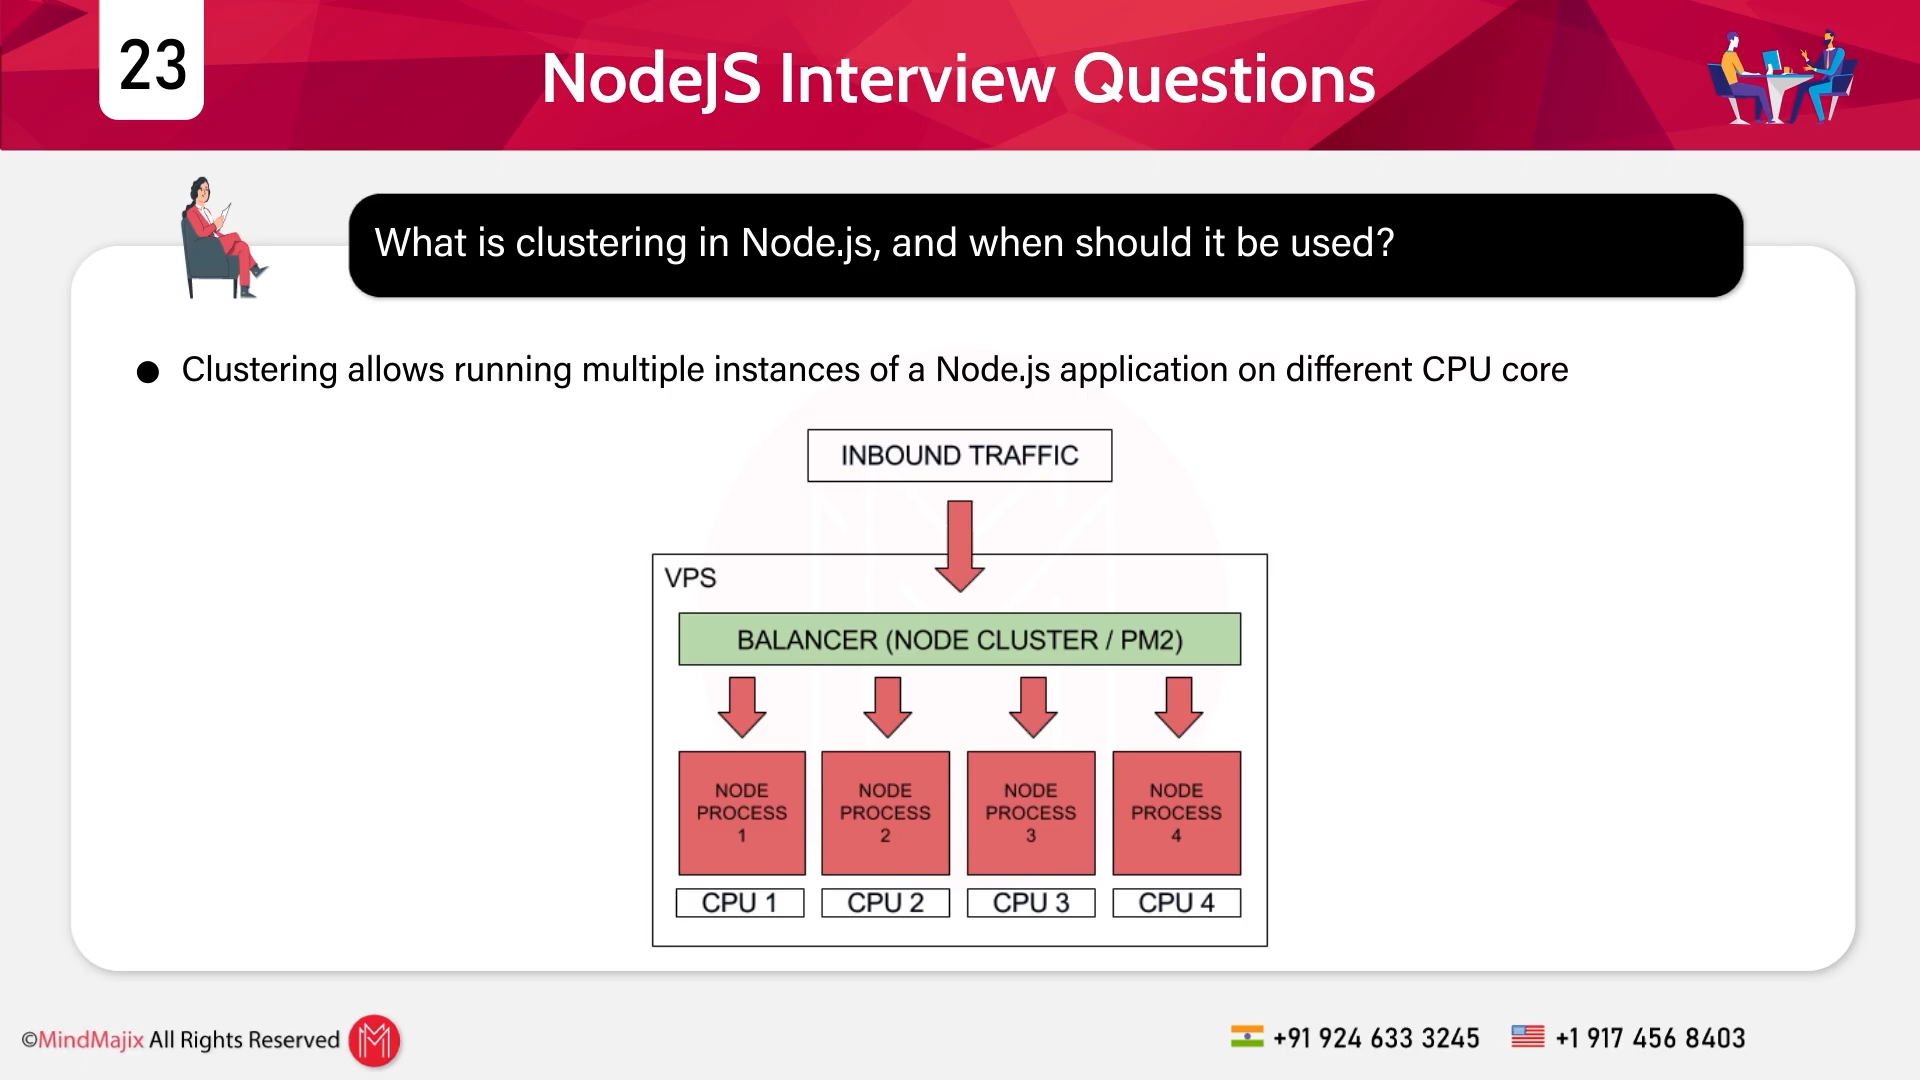 23
NodeJS Interview Questions
What is clustering in Node.js, and when should it be used?
● Clustering allows running multiple instances of a Node.js application on different CPU core
INBOUND TRAFFIC
VPS
BALANCER (NODE CLUSTER / PM2)
NODE PROCESS 1
NODE PROCESS 2
NODE PROCESS 3
NODE PROCESS 4
CPU 1
CPU 2
CPU 3
CPU 4
©MindMajix All Rights Reserved
+91 924 633 3245
+1 917 456 8403